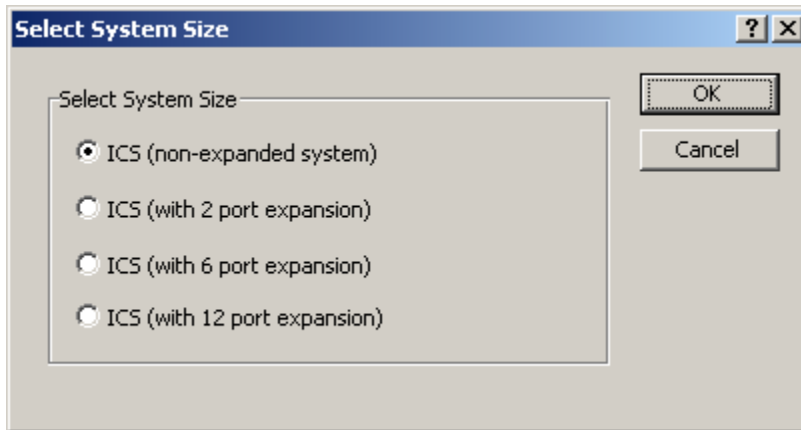 Select System Size
Select System Size
ICS (non-expanded system)
ICS (with 2 port expansion)
ICS (with 6 port expansion)
ICS (with 12 port expansion)
OK
Cancel